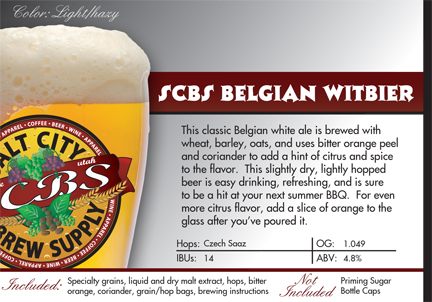 Color: Light/hazy
SCBS BELGIAN WITBIER
This classic Belgian white ale is brewed with
wheat, barley, oats, and uses bitter orange peel
and coriander to add a hint of citrus and spice
to the flavor. This slightly dry, lightly hopped
beer is easy drinking, refreshing, and is sure
to be a hit at your next summer BBQ. For even
more citrus flavor, add a slice of orange to the
glass after you've poured it.
APPAREL • COFFEE • BEER • WINE • APPAREL
ALT CITY
utah
CBS
BREW SUPPLY
Hops: Czech Saaz OG: 1.049
IBUs: 14 ABV: 4.8%
Included: Specialty grains, liquid and dry malt extract, hops, bitter
orange, coriander, grain/hop bags, brewing instructions
Not Included
Priming Sugar
Bottle Caps